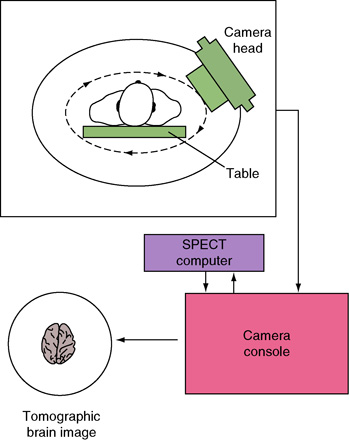 Camera
head
Table
SPECT
computer
Camera
console
Tomographic
brain image